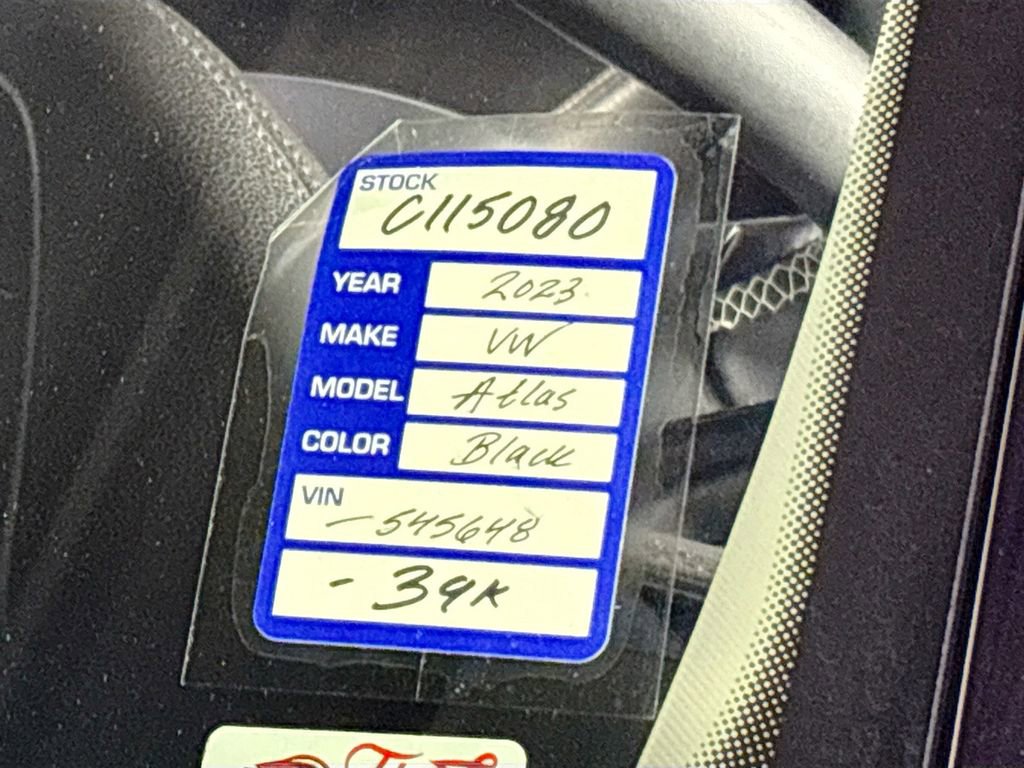 STOCK
C115080
YEAR 2023
MAKE VW
MODEL Atlas
COLOR Black
VIN
-545648
- 39K